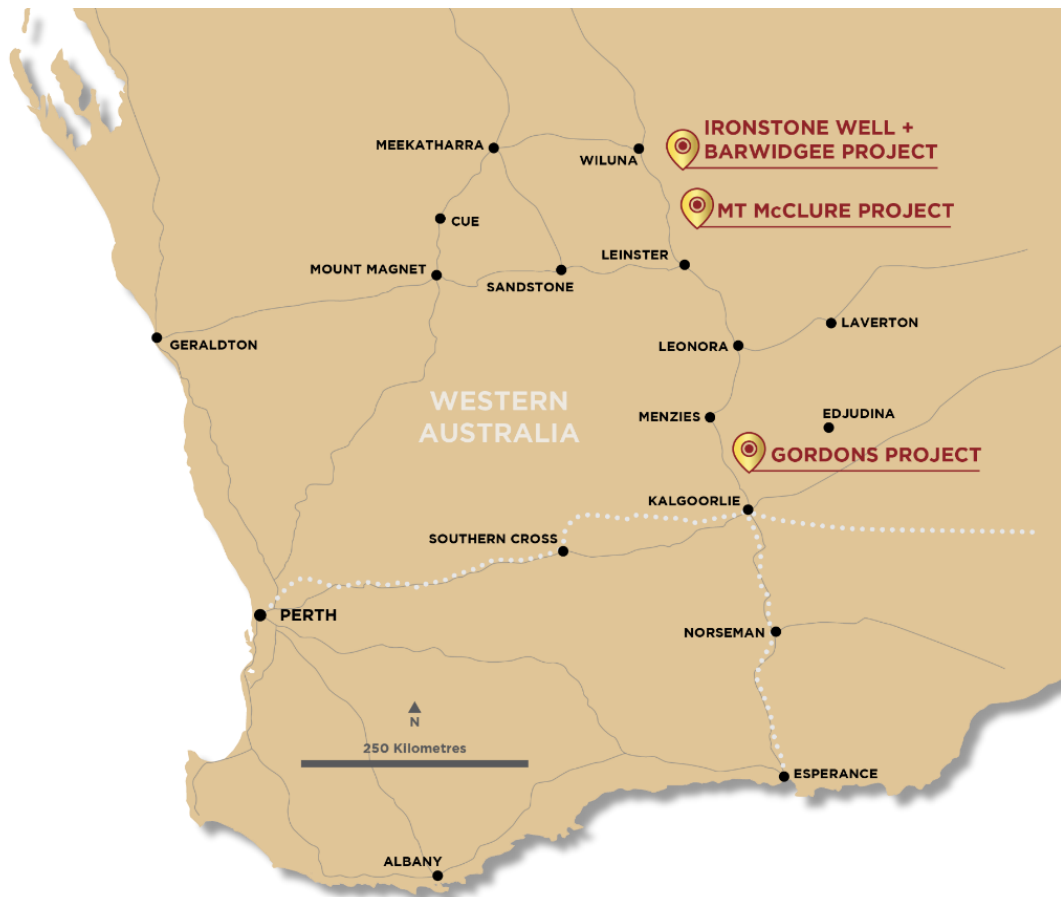 IRONSTONE WELL +
BARWIDGEE PROJECT
MEEKATHARRA
WILUNA
MT McCLURE PROJECT
CUE
LEINSTER
MOUNT MAGNET
SANDSTONE
LAVERTON
GERALDTON
LEONORA
WESTERN
AUSTRALIA
MENZIES
EDJUDINA
GORDONS PROJECT
KALGOORLIE
SOUTHERN CROSS
PERTH
NORSEMAN
N
250 Kilometres
ESPERANCE
ALBANY